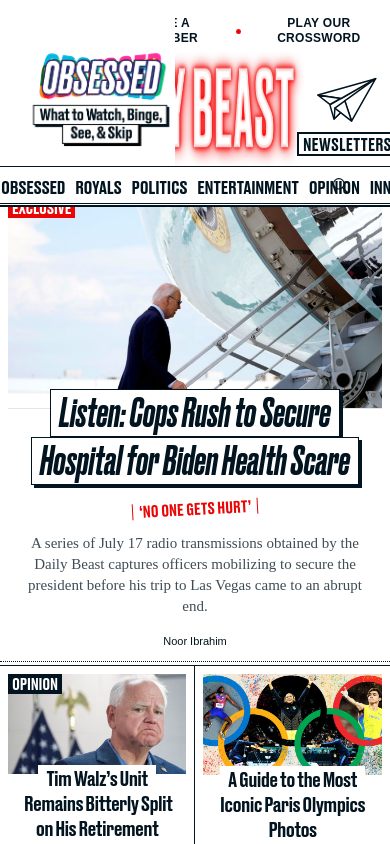 E A
BER
PLAY OUR
CROSSWORD
OBSESSED
What to Watch, Binge,
See, & Skip
Y BEAST
NEWSLETTERS
OBSESSED ROYALS POLITICS ENTERTAINMENT OPINION INN
EXCLUSIVE
Listen: Cops Rush to Secure
Hospital for Biden Health Scare
‘NO ONE GETS HURT’
A series of July 17 radio transmissions obtained by the
Daily Beast captures officers mobilizing to secure the
president before his trip to Las Vegas came to an abrupt
end.
Noor Ibrahim
OPINION
Tim Walz’s Unit
Remains Bitterly Split
on His Retirement
A Guide to the Most
Iconic Paris Olympics
Photos